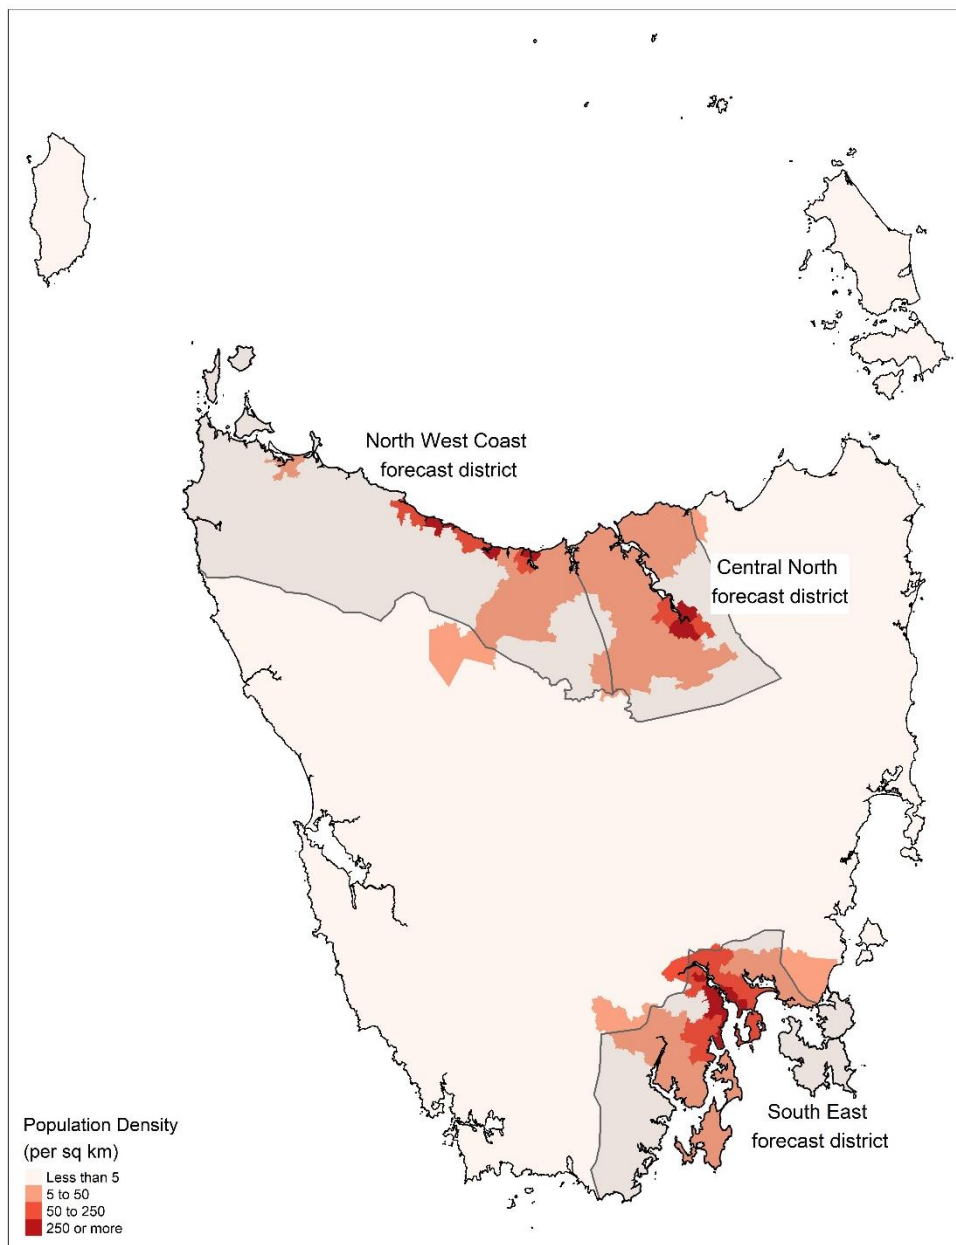 North West Coast
forecast district
Central North
forecast district
South East
forecast district
Population Density
(per sq km)
Less than 5
5 to 50
50 to 250
250 or more